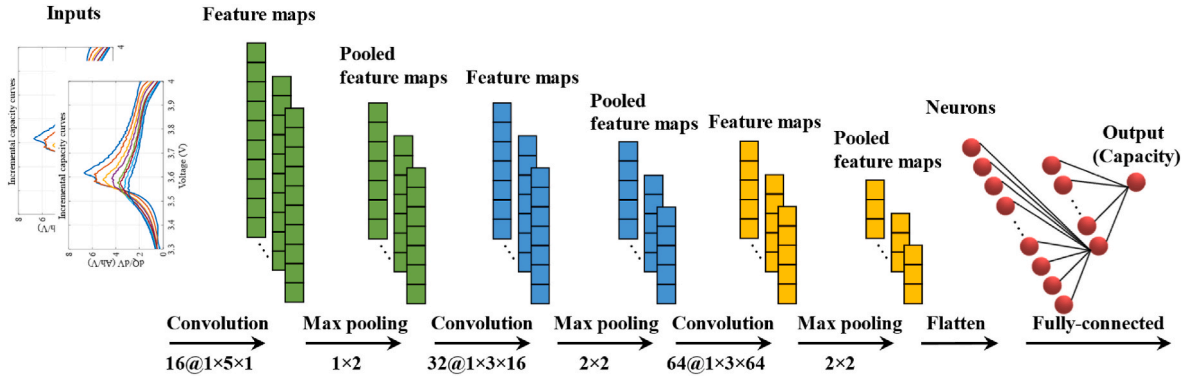 Inputs
Feature maps
Pooled
feature maps
Feature maps
Pooled
feature maps
Feature maps
Pooled
feature maps
Neurons
Output
(Capacity)
Incremental capacity curves
8
6
h/V)
4
Incremental capacity curves
dQ/dV (Ah/V)
8
6
4
2
0
Voltage (V)
3.3
3.5
3.6
3.7
3.8
3.9
4
Convolution
Max pooling
Convolution
Max pooling
Convolution
Max pooling
Flatten
Fully-connected
16@1×5×1
1×2
32@1×3×16
2×2
64@1×3×64
2×2